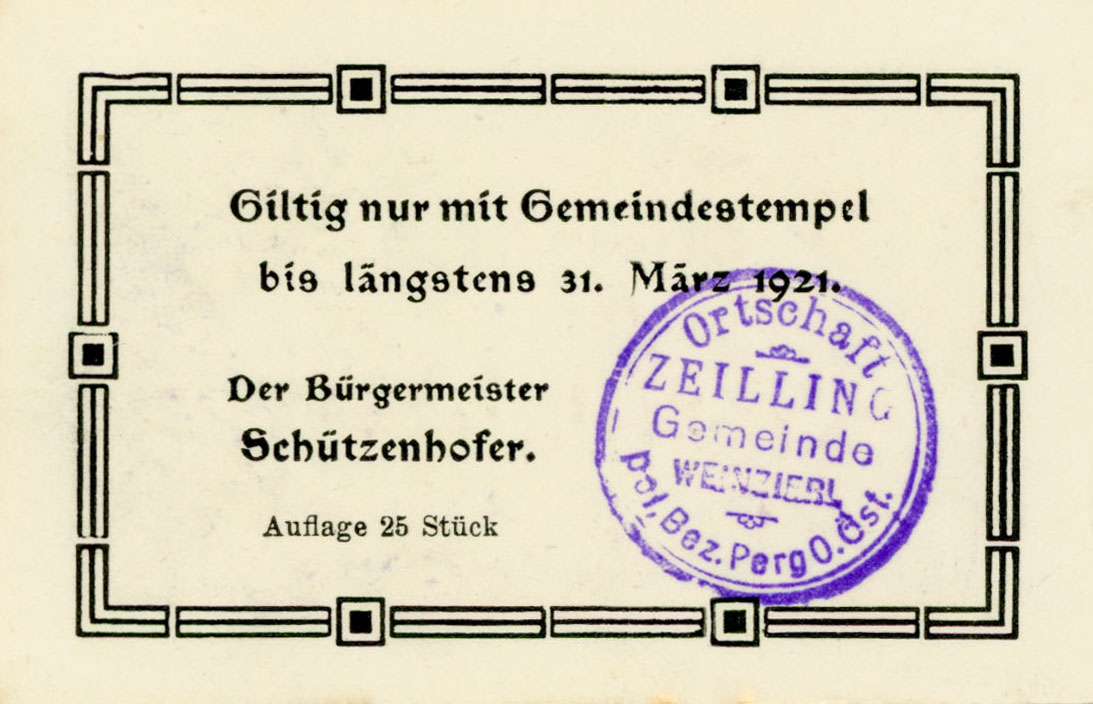 Giltig nur mit Gemeindestempel
bis längstens 31. März 1921.
Der Bürgermeister
Schützenhofer.
Auflage 25 Stück
Ortschaft
ZEILLING
Gemeinde
WEINZIERL
pol. Bez. Perg O. Öst.